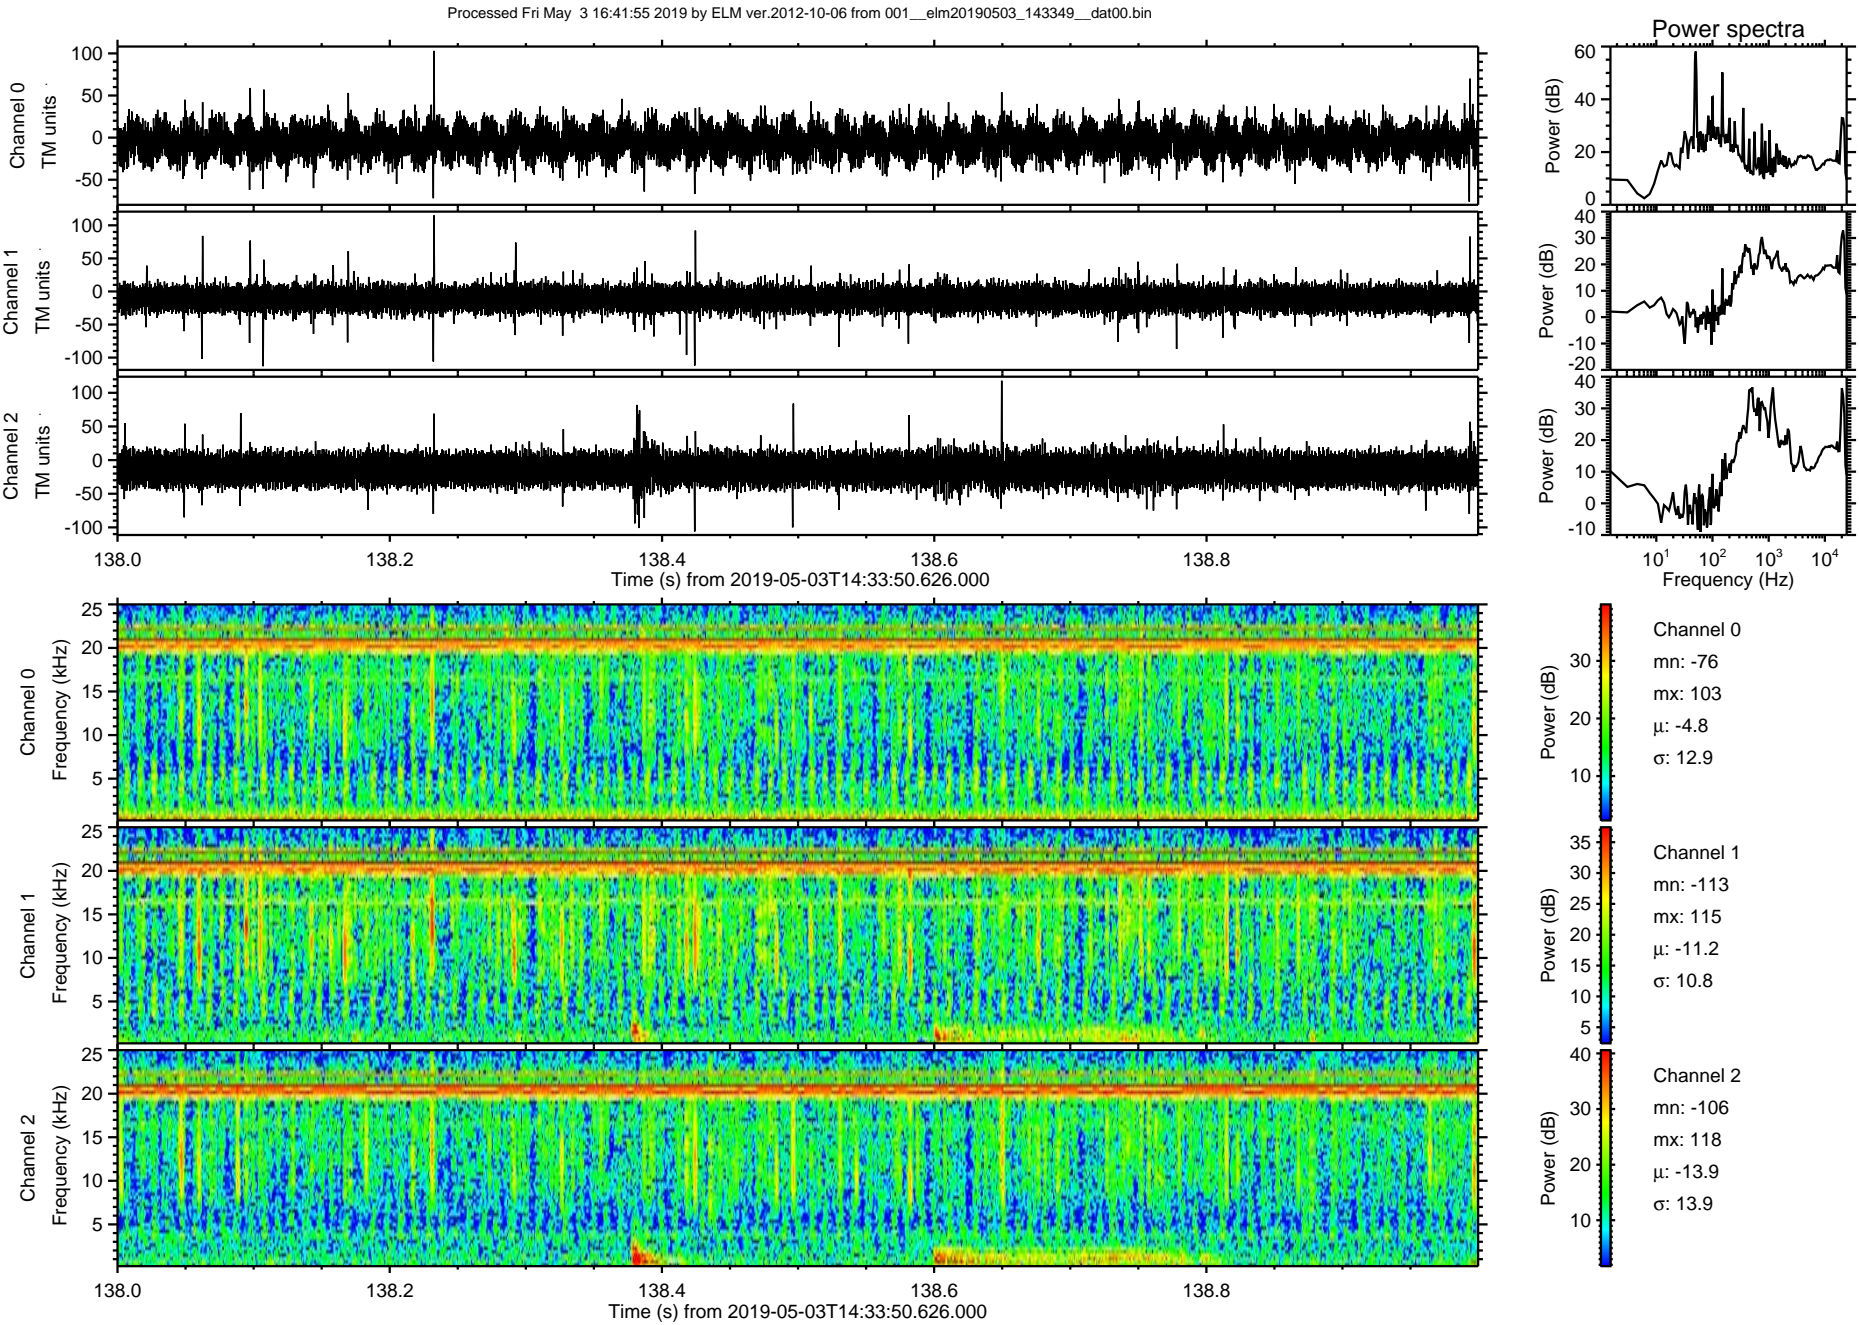 Processed Fri May  3 16:41:55 2019 by ELM ver.2012-10-06 from 001__elm20190503_143349__dat00.bin
Power spectra
Channel 0
TM units
100
50
0
-50
Power (dB)
60
40
20
0
Channel 1
TM units
100
50
0
-50
-100
Power (dB)
40
30
20
10
0
-10
-20
Channel 2
TM units
100
50
0
-50
-100
Power (dB)
40
30
20
10
0
-10
138.0 138.2 138.4 138.6 138.8
Time (s) from 2019-05-03T14:33:50.626.000
10¹ 10² 10³ 10⁴
Frequency (Hz)
Channel 0
Frequency (kHz)
25
20
15
10
5
Power (dB)
30
20
10
Channel 0
mn: -76
mx: 103
μ: -4.8
σ: 12.9
Channel 1
Frequency (kHz)
25
20
15
10
5
Power (dB)
35
30
25
20
15
10
5
Channel 1
mn: -113
mx: 115
μ: -11.2
σ: 10.8
Channel 2
Frequency (kHz)
25
20
15
10
5
Power (dB)
40
30
20
10
Channel 2
mn: -106
mx: 118
μ: -13.9
σ: 13.9
138.0 138.2 138.4 138.6 138.8
Time (s) from 2019-05-03T14:33:50.626.000